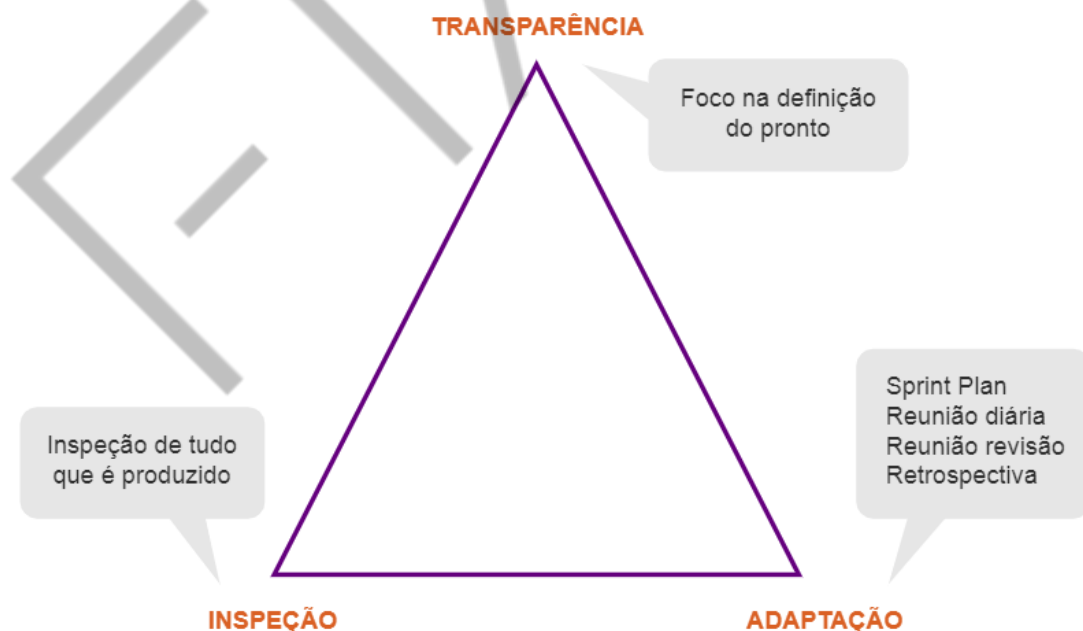 TRANSPARÊNCIA
Foco na definição
do pronto
Sprint Plan
Reunião diária
Reunião revisão
Retrospectiva
Inspeção de tudo
que é produzido
INSPEÇÃO
ADAPTAÇÃO